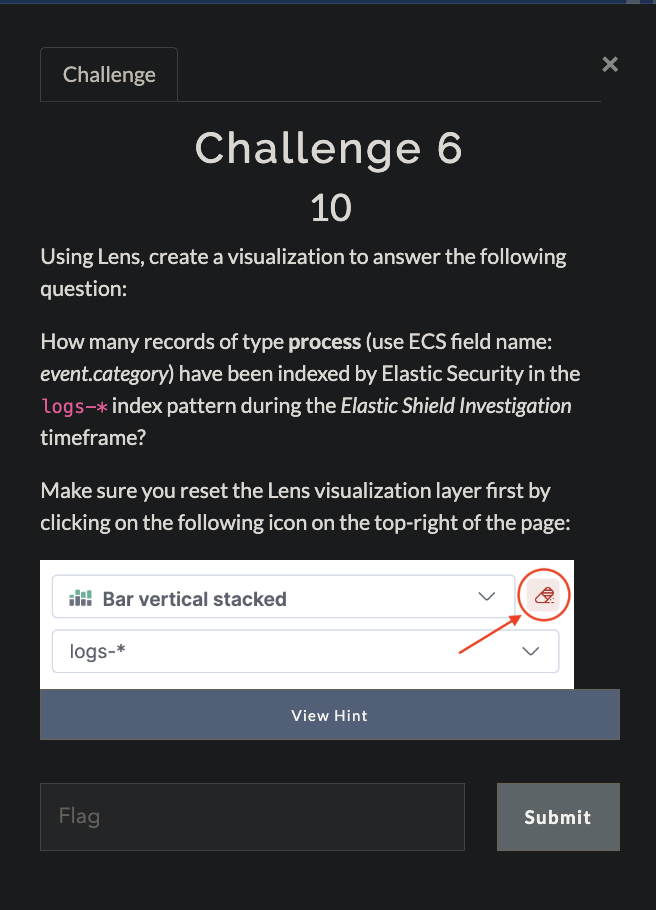 Challenge
×
Challenge 6
10
Using Lens, create a visualization to answer the following
question:
How many records of type process (use ECS field name:
event.category) have been indexed by Elastic Security in the
logs-* index pattern during the Elastic Shield Investigation
timeframe?
Make sure you reset the Lens visualization layer first by
clicking on the following icon on the top-right of the page:
Bar vertical stacked
logs-*
View Hint
Flag
Submit